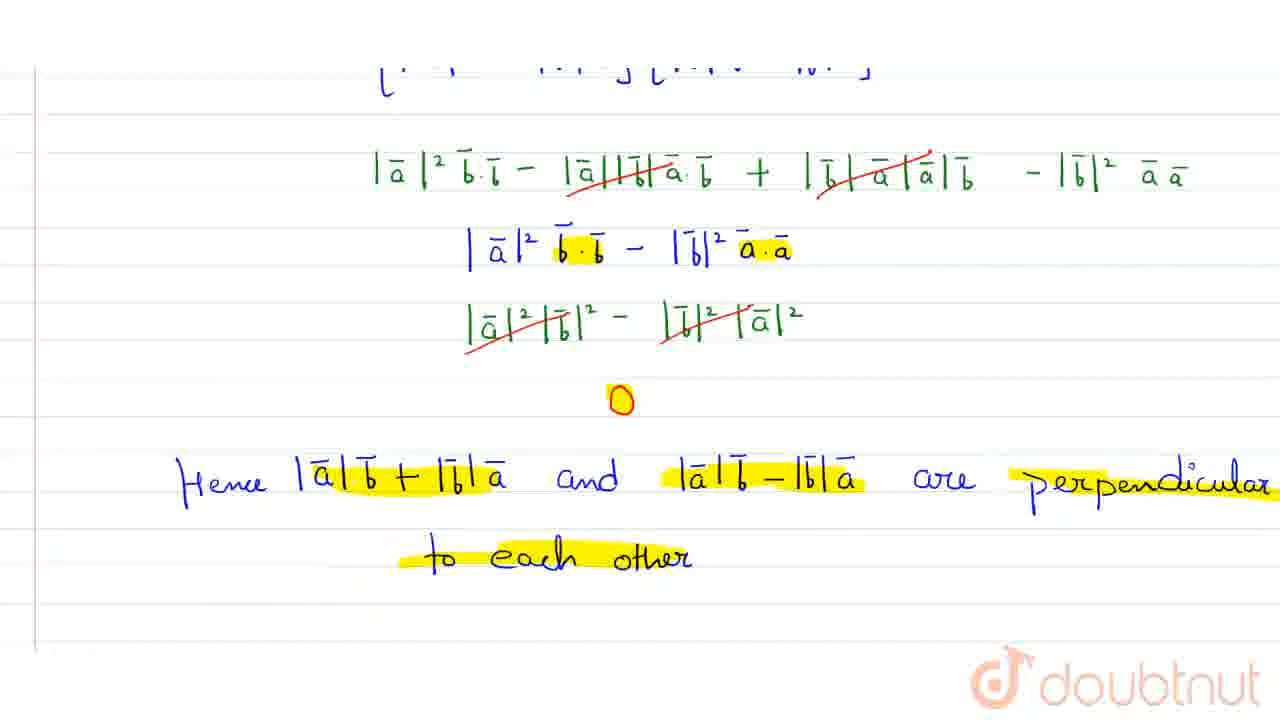 |a̅|² b̅.b̅ − |a̅||b̅| a̅.b̅ + |b̅| a̅ |a̅| b̅ − |b̅|² a̅ a̅
|a̅|² b̅.b̅ − |b̅|² a̅.a̅
|a̅|² |b̅|² − |b̅|² |a̅|²
0
Hence |a̅| b̅ + |b̅| a̅ and |a̅| b̅ − |b̅| a̅ are perpendicular
to each other
doubtnut